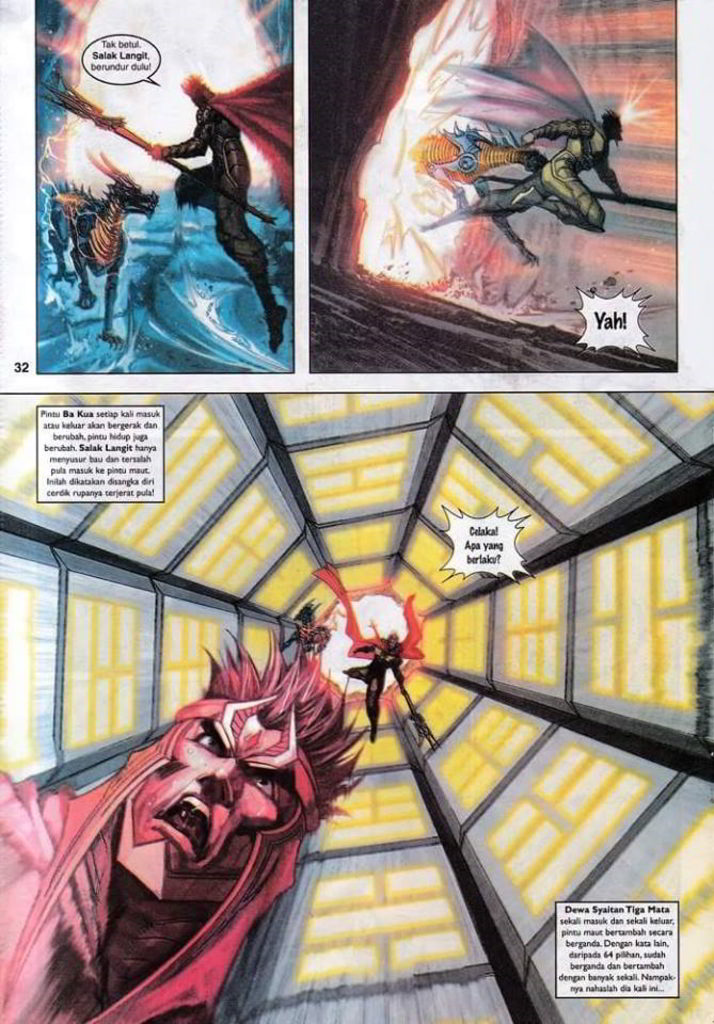 Tak betul.
Salak Langit,
berundur dulu!
Yah!
32
Pintu Ba Kua setiap kali masuk
atau keluar akan bergerak dan
berubah, pintu hidup juga
berubah. Salak Langit hanya
menyusur bau dan tersalah
pula masuk ke pintu maut.
Inilah dikatakan disangka diri
cerdik rupanya terjerat pula!
Celaka!
Apa yang
berlaku?
Dewa Syaitan Tiga Mata
sekali masuk dan sekali keluar,
pintu maut bertambah secara
berganda. Dengan kata lain,
daripada 64 pilihan, sudah
berganda dan bertambah
dengan banyak sekali. Nampak-
nya nahaslah dia kali ini...